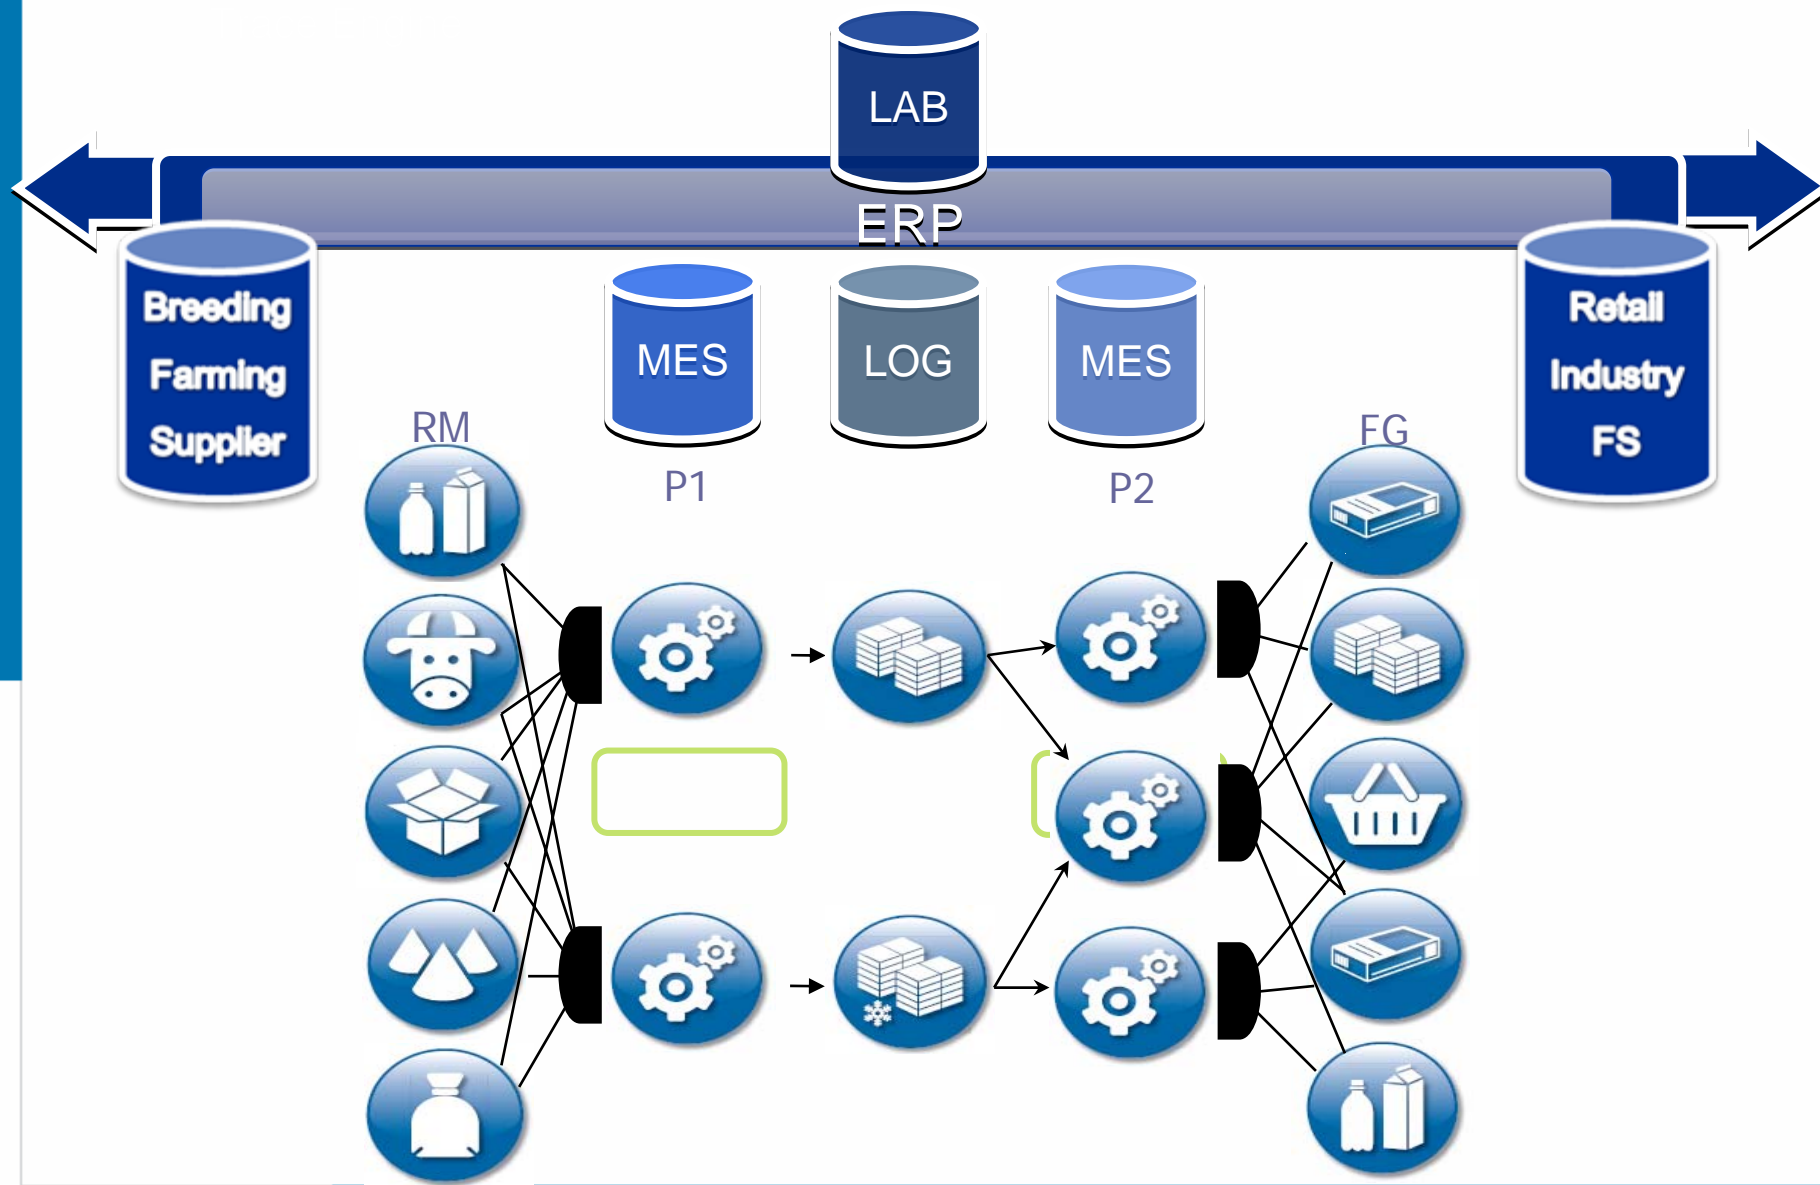 LAB
ERP
Breeding
Farming
Supplier
MES
LOG
MES
Retail
Industry
FS
RM
FG
P1
P2